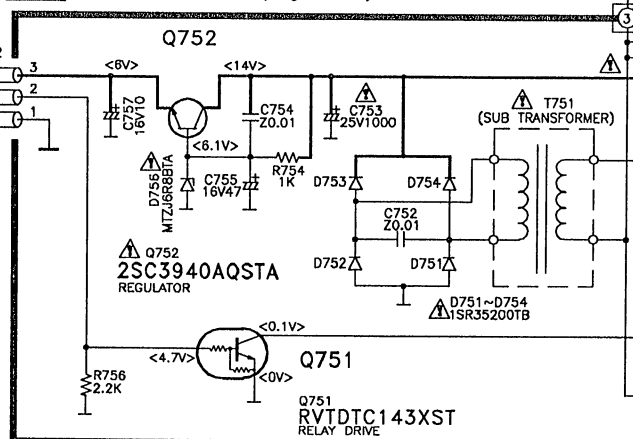 3
Q752
2
3
<6V>
<14V>
2
1
C757
16V10
C754
Z0.01
C753
25V1000
T751
(SUB TRANSFORMER)
<6.1V>
D756
MTZJ6R8BTA
C755
16V47
R754
1K
D753
D754
C752
Z0.01
D752
D751
Q752
2SC3940AQSTA
REGULATOR
D751~D754
1SR35200TB
<0.1V>
<4.7V>
Q751
<0V>
R756
2.2K
Q751
RVTDTC143XST
RELAY DRIVE